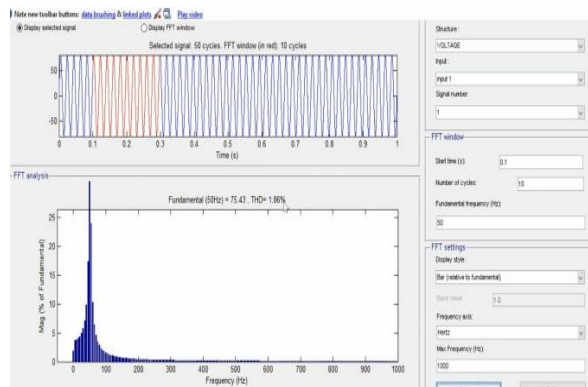 Note new toolbar buttons: data brushing & linked plots Play video
Display selected signal
Display FFT window
Selected signal: 50 cycles. FFT window (in red): 10 cycles
50
0
-50
0 0.1 0.2 0.3 0.4 0.5 0.6 0.7 0.8 0.9 1
Time (s)
FFT analysis
Fundamental (50Hz) = 75.43 , THD= 1.86%
25
20
15
10
5
0
Mag (% of Fundamental)
0 100 200 300 400 500 600 700 800 900 1000
Frequency (Hz)
Structure :
VOLTAGE
Input :
input 1
Signal number:
1
FFT window
Start time (s): 0.1
Number of cycles: 10
Fundamental frequency (Hz):
50
FFT settings
Display style :
Bar (relative to fundamental)
Base value: 1.0
Frequency axis:
Hertz
Max Frequency (Hz):
1000